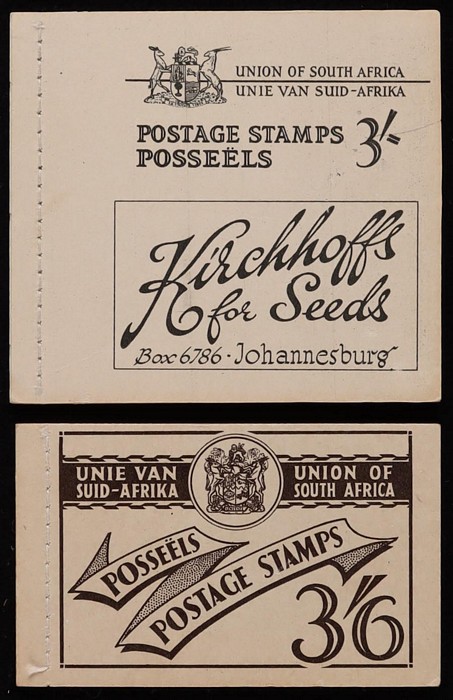 UNION OF SOUTH AFRICA
UNIE VAN SUID-AFRIKA
POSTAGE STAMPS 3/=
POSSEËLS
Kirchhoffs
for Seeds
Box 6786 · Johannesburg
UNIE VAN
SUID-AFRIKA
UNION OF
SOUTH AFRICA
POSSEËLS
POSTAGE STAMPS
3/6